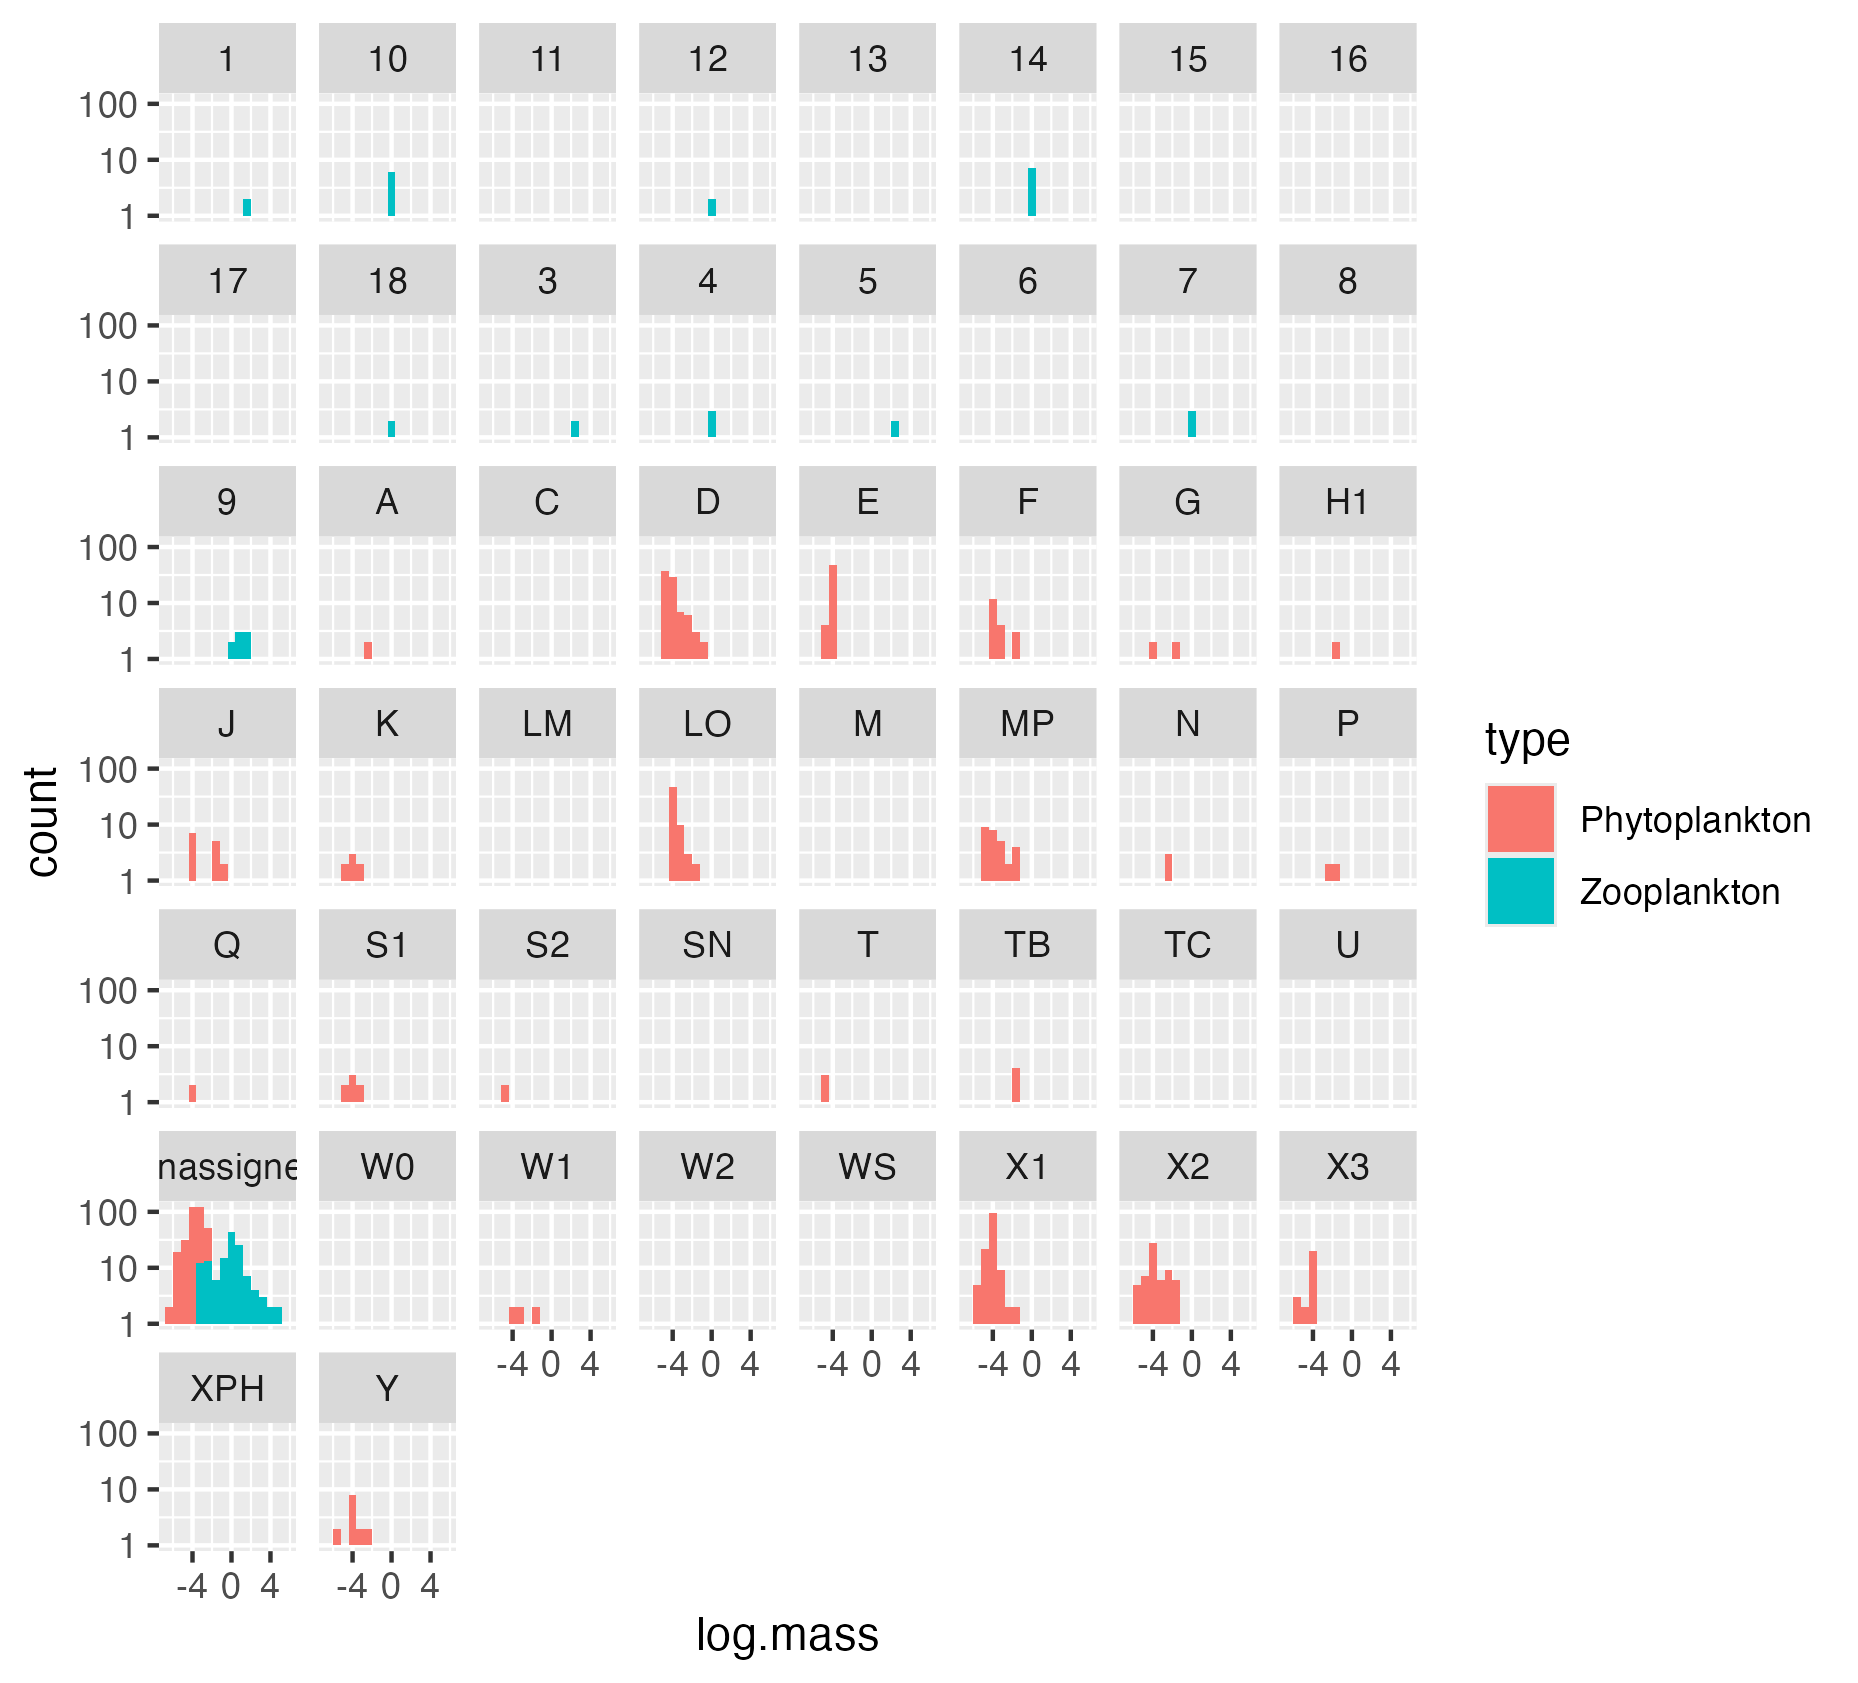 1 10 11 12 13 14 15 16
100
10
1
17 18 3 4 5 6 7 8
100
10
1
9 A C D E F G H1
100
10
1
J K LM LO M MP N P
100
10
1
Q S1 S2 SN T TB TC U
100
10
1
nassigne W0 W1 W2 WS X1 X2 X3
100
10
1
-4 0 4 -4 0 4 -4 0 4 -4 0 4 -4 0 4 -4 0 4
XPH Y
100
10
1
-4 0 4 -4 0 4
log.mass
count
type
Phytoplankton
Zooplankton